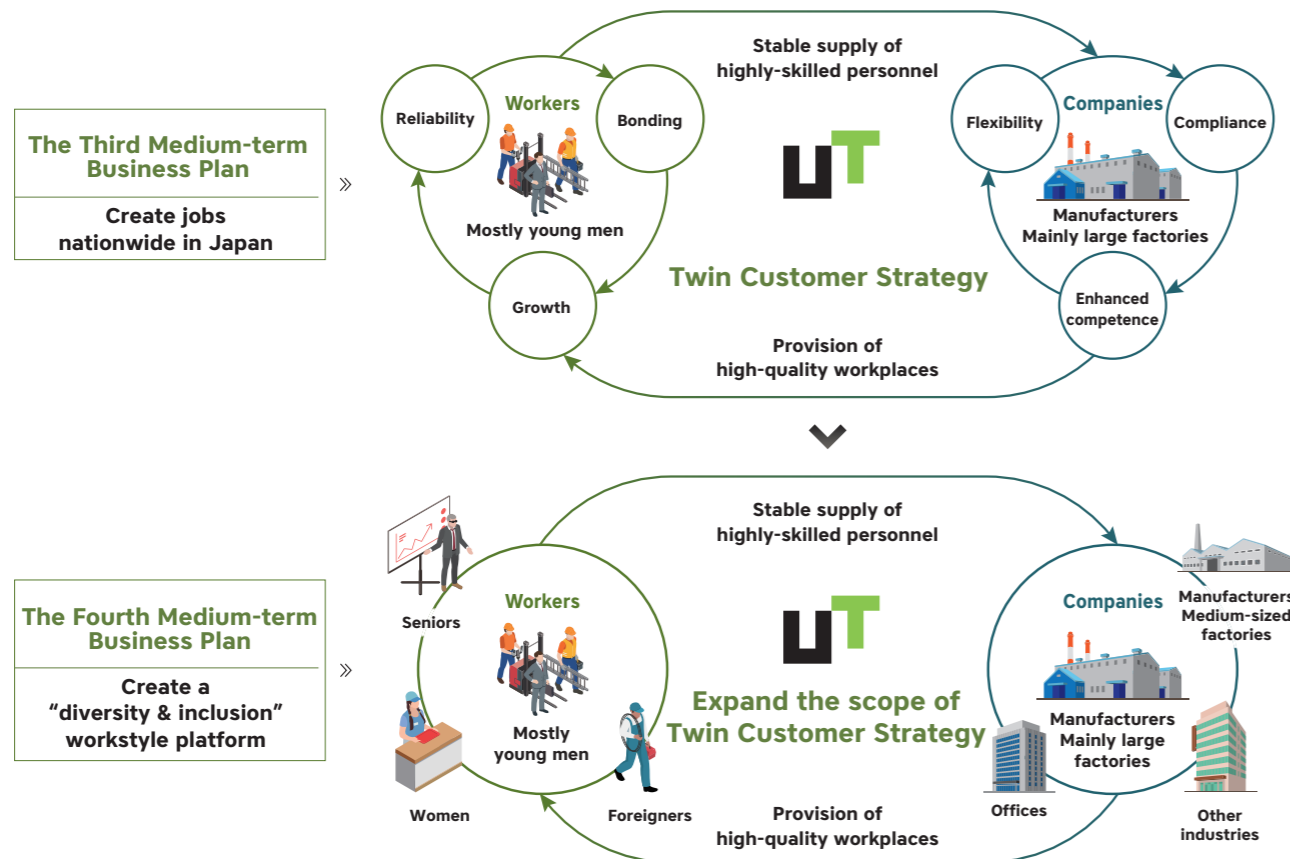 The Third Medium-term
Business Plan
Create jobs
nationwide in Japan
»
Stable supply of
highly-skilled personnel
Reliability
Workers
Bonding
Mostly young men
Growth
UT
Twin Customer Strategy
Flexibility
Companies
Compliance
Manufacturers
Mainly large factories
Enhanced
competence
Provision of
high-quality workplaces
The Fourth Medium-term
Business Plan
Create a
“diversity & inclusion”
workstyle platform
»
Stable supply of
highly-skilled personnel
Seniors
Workers
Mostly
young men
Women
Foreigners
UT
Expand the scope of
Twin Customer Strategy
Companies
Manufacturers
Medium-sized
factories
Manufacturers
Mainly large
factories
Offices
Other
industries
Provision of
high-quality workplaces